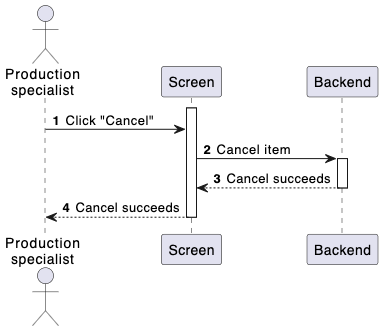 Production
specialist
Screen
Backend
1 Click "Cancel"
2 Cancel item
3 Cancel succeeds
4 Cancel succeeds
Production
specialist
Screen
Backend